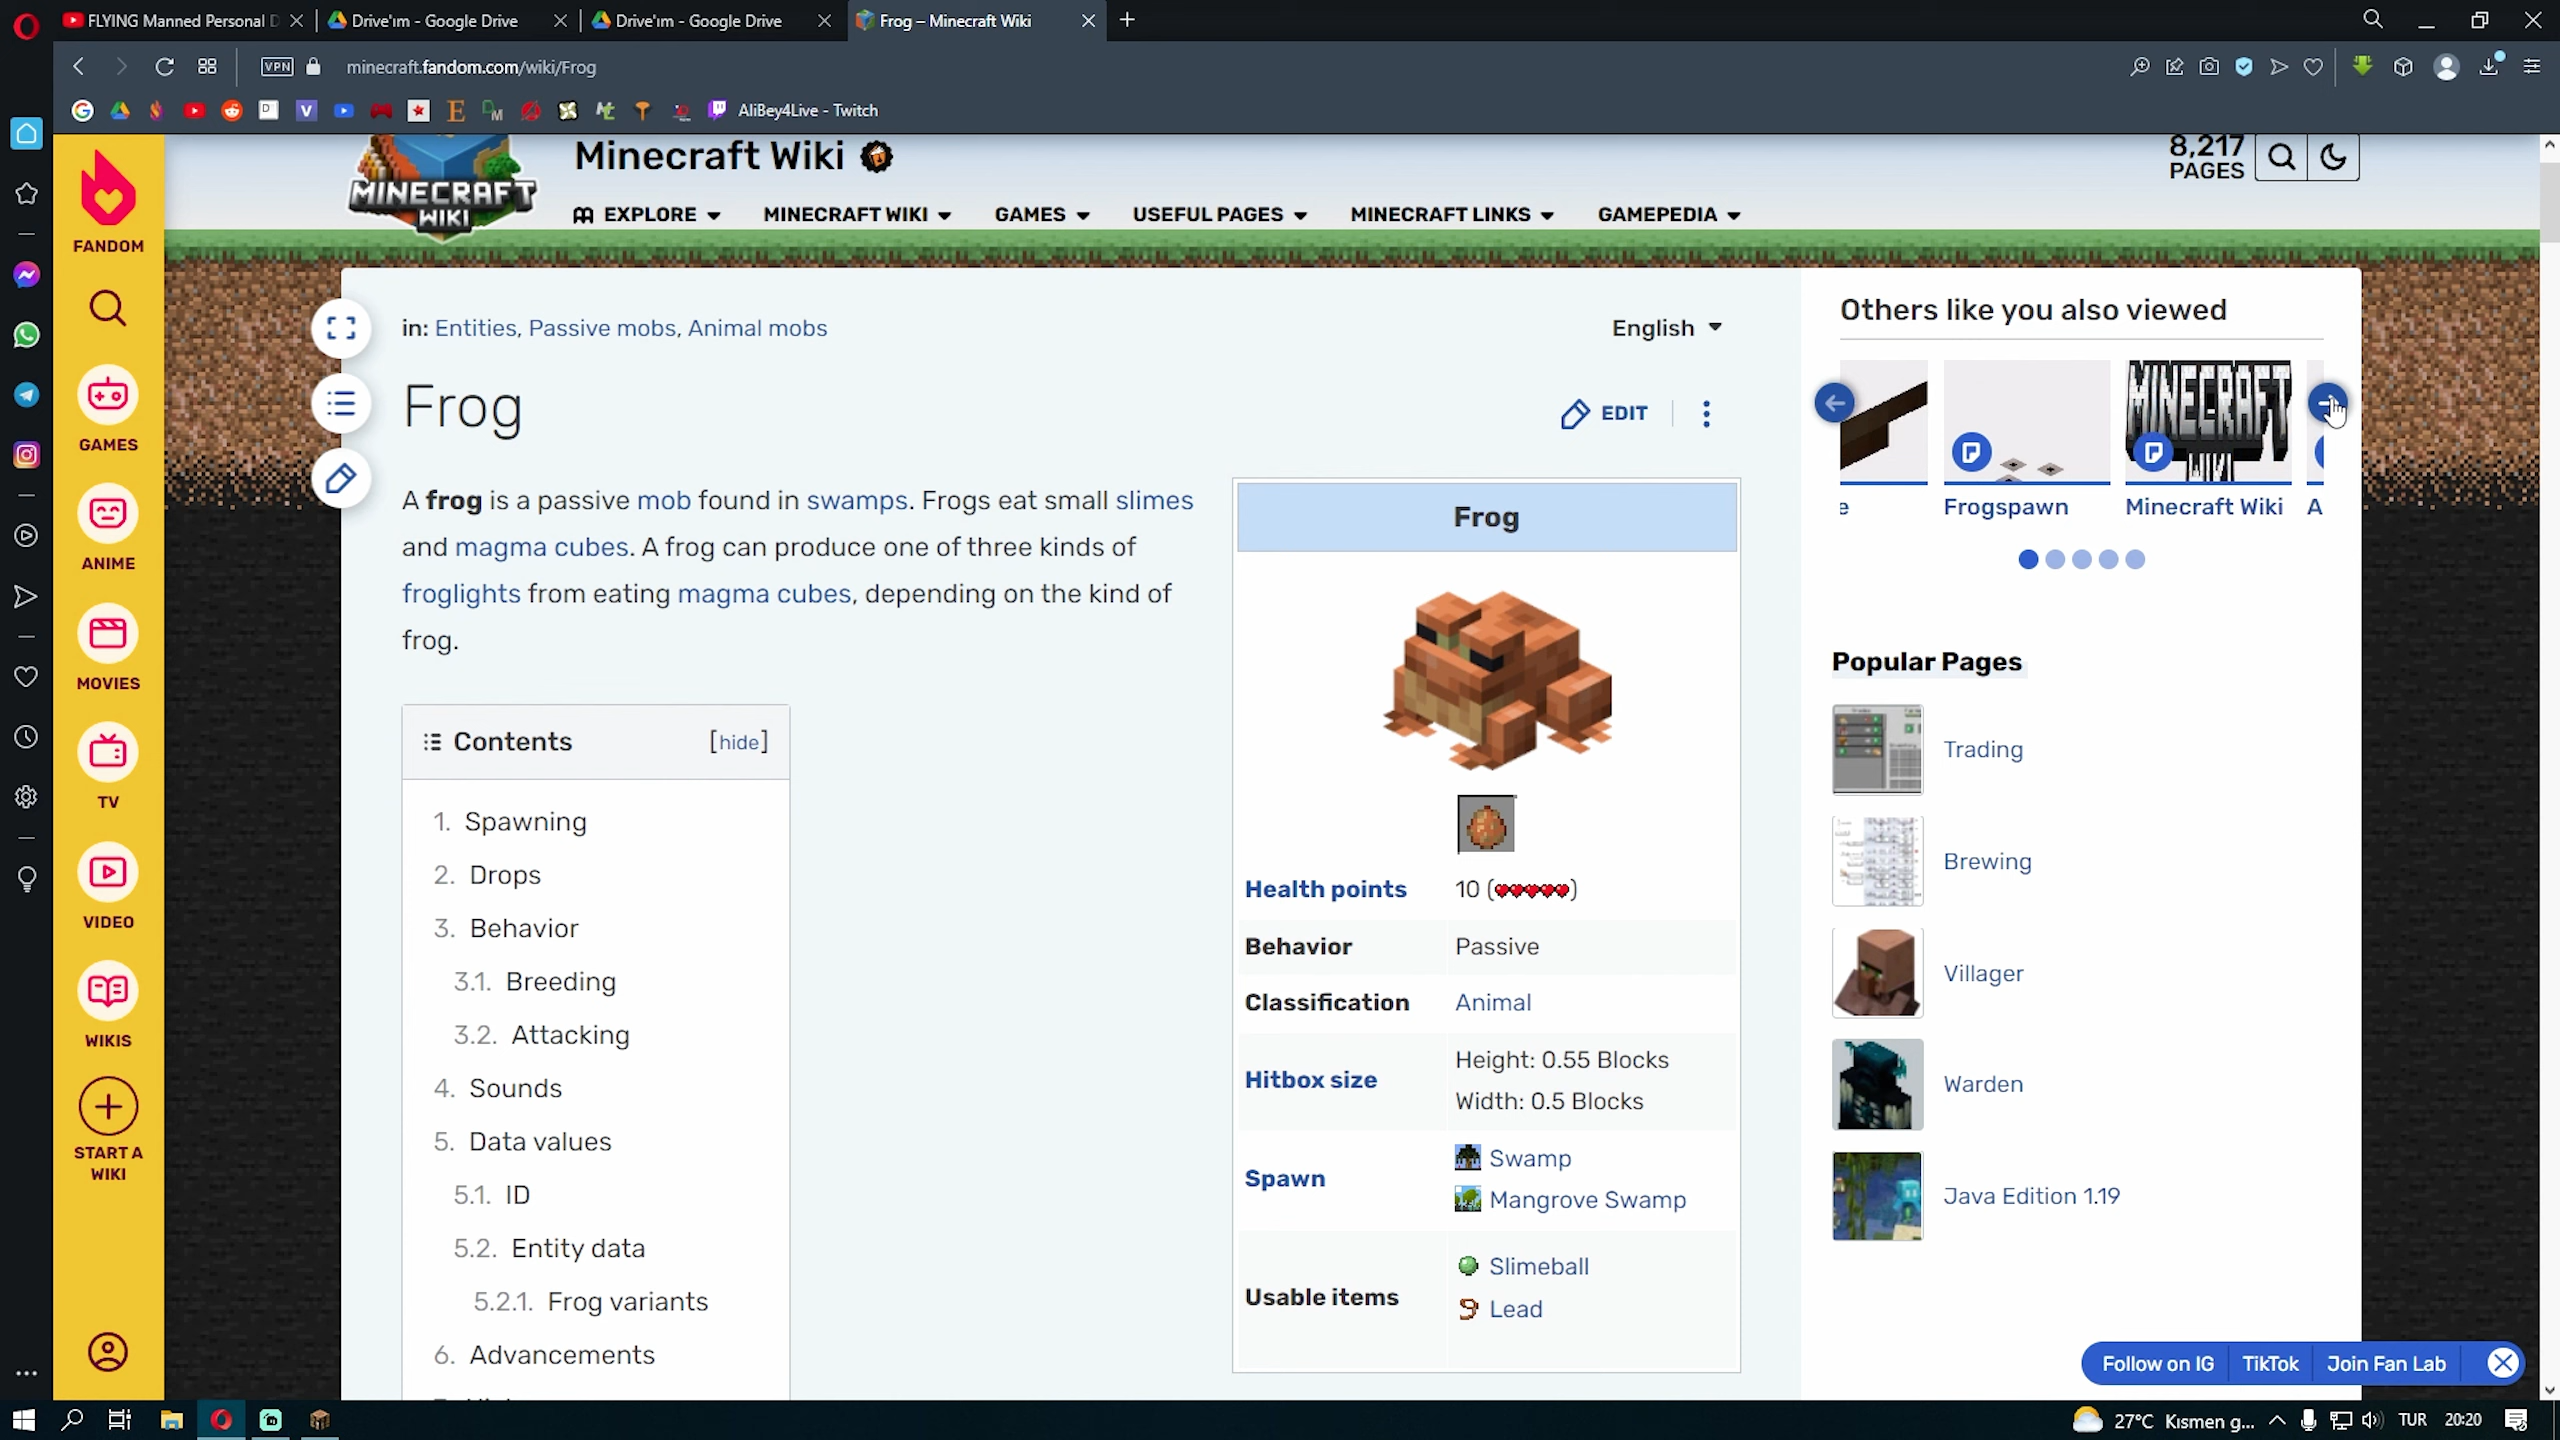 FLYING Manned Personal D
Drive'ım - Google Drive
Drive'ım - Google Drive
Frog – Minecraft Wiki
VPN
minecraft.fandom.com/wiki/Frog
AliBey4Live - Twitch
FANDOM
GAMES
ANIME
MOVIES
TV
VIDEO
WIKIS
START A
WIKI
MINECRAFT
WIKI
Minecraft Wiki
8,217
PAGES
EXPLORE
MINECRAFT WIKI
GAMES
USEFUL PAGES
MINECRAFT LINKS
GAMEPEDIA
in: Entities, Passive mobs, Animal mobs
English
Frog
EDIT
A frog is a passive mob found in swamps. Frogs eat small slimes
and magma cubes. A frog can produce one of three kinds of
froglights from eating magma cubes, depending on the kind of
frog.
Contents [hide]
1. Spawning
2. Drops
3. Behavior
3.1. Breeding
3.2. Attacking
4. Sounds
5. Data values
5.1. ID
5.2. Entity data
5.2.1. Frog variants
6. Advancements
Frog
Health points 10 ()
Behavior Passive
Classification Animal
Hitbox size
Height: 0.55 Blocks
Width: 0.5 Blocks
Spawn
Swamp
Mangrove Swamp
Usable items
Slimeball
Lead
Others like you also viewed
MINECRAFT
WIKI
e
Frogspawn
Minecraft Wiki
A
Popular Pages
Trading
Brewing
Villager
Warden
Java Edition 1.19
Follow on IG
TikTok
Join Fan Lab
27°C Kısmen g...
TUR
20:20